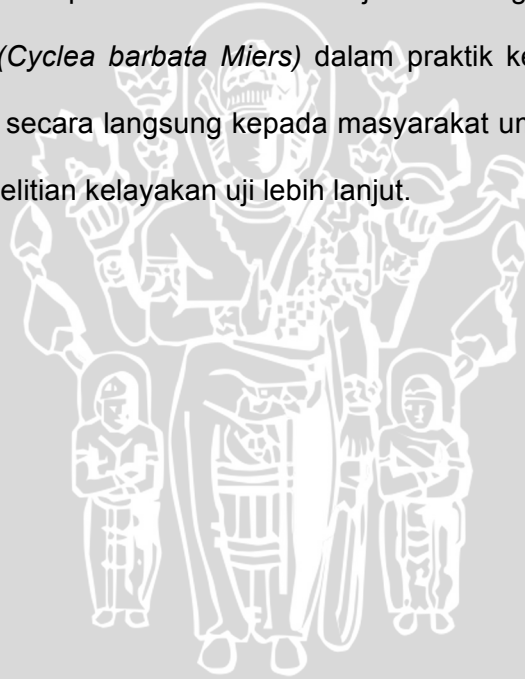 (Cyclea barbata Miers) dalam praktik ke
secara langsung kepada masyarakat un
elitian kelayakan uji lebih lanjut.